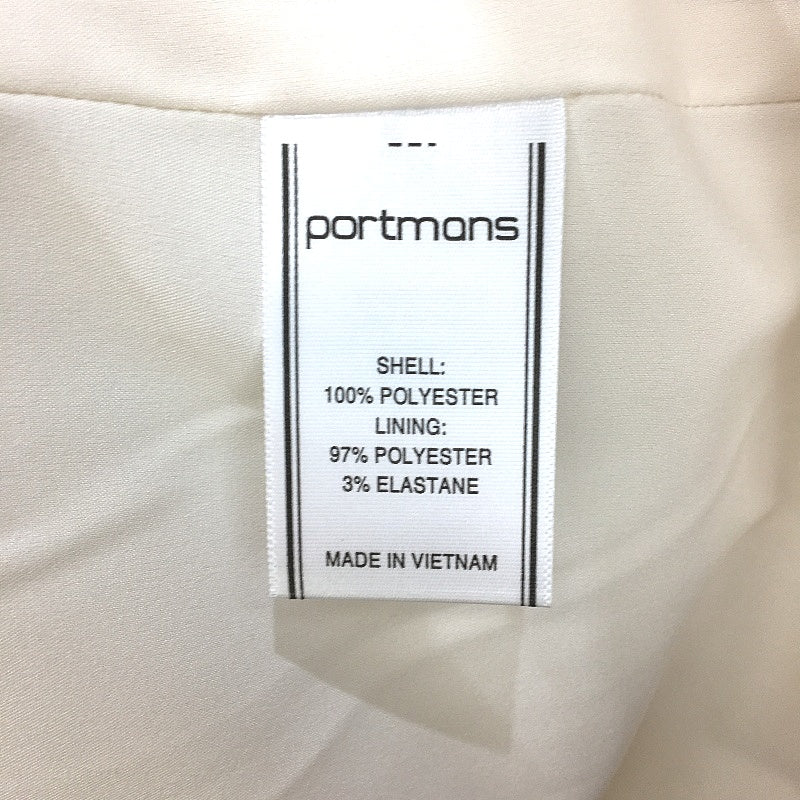 portmans
SHELL:
100% POLYESTER
LINING:
97% POLYESTER
3% ELASTANE
MADE IN VIETNAM